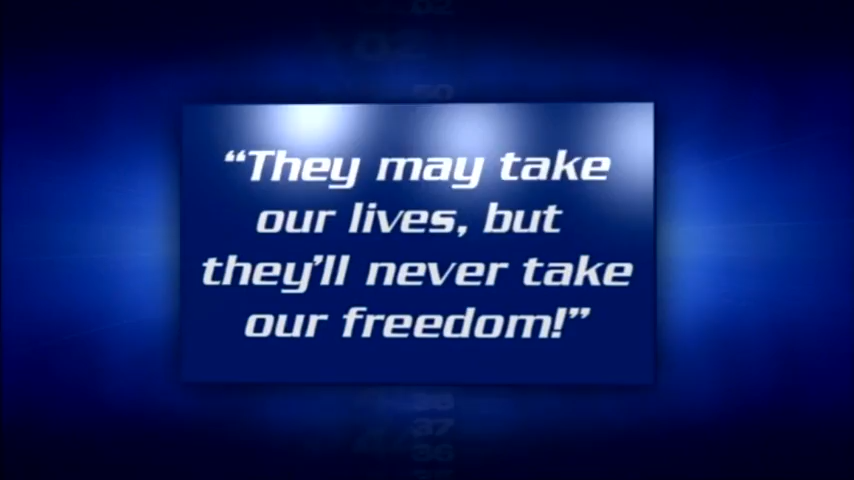 “They may take
our lives, but
they’ll never take
our freedom!”